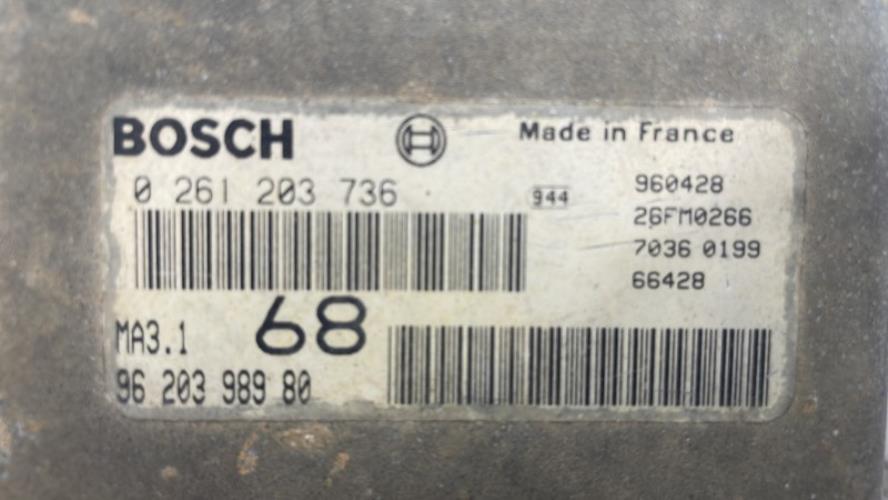 BOSCH
Made in France
0 261 203 736
944
960428
26FM0266
7036 0199
66428
MA3.1
68
96 203 989 80